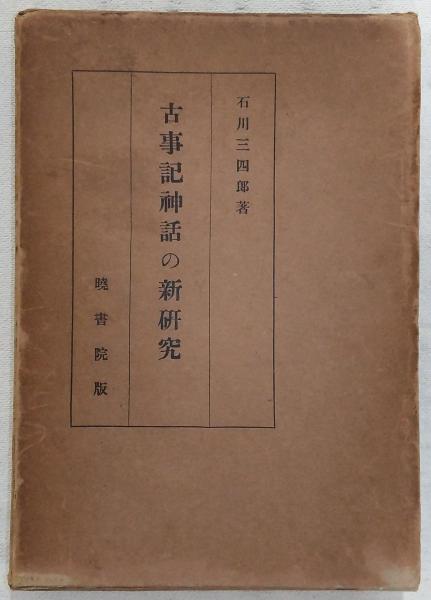 石川三四郎著
古事記神話の新研究
曉書院版